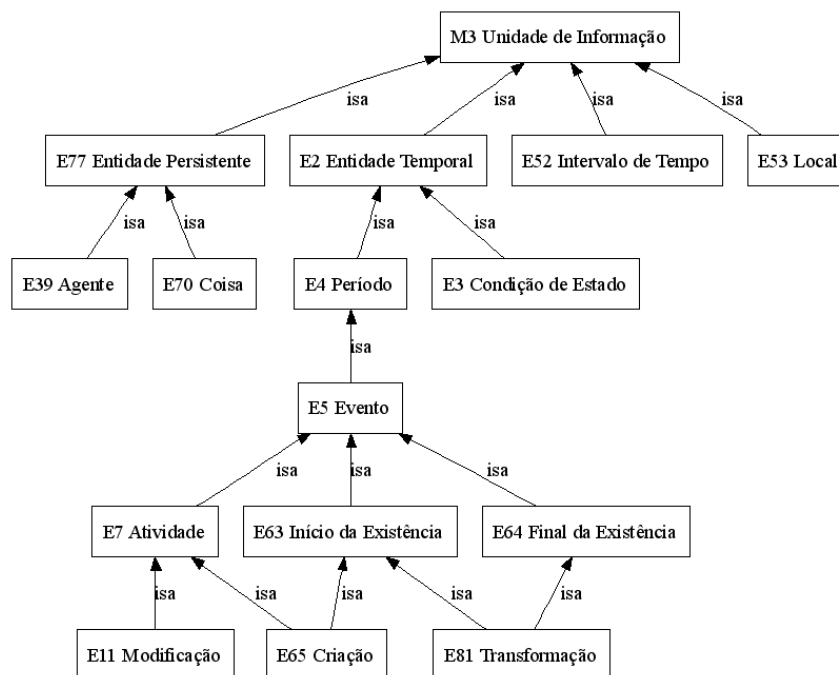 M3 Unidade de Informação
isa
isa
isa
isa
E77 Entidade Persistente
E2 Entidade Temporal
E52 Intervalo de Tempo
E53 Local
isa
isa
isa
isa
E39 Agente
E70 Coisa
E4 Período
E3 Condição de Estado
isa
E5 Evento
isa
isa
isa
E7 Atividade
E63 Início da Existência
E64 Final da Existência
isa
isa
isa
isa
isa
E11 Modificação
E65 Criação
E81 Transformação